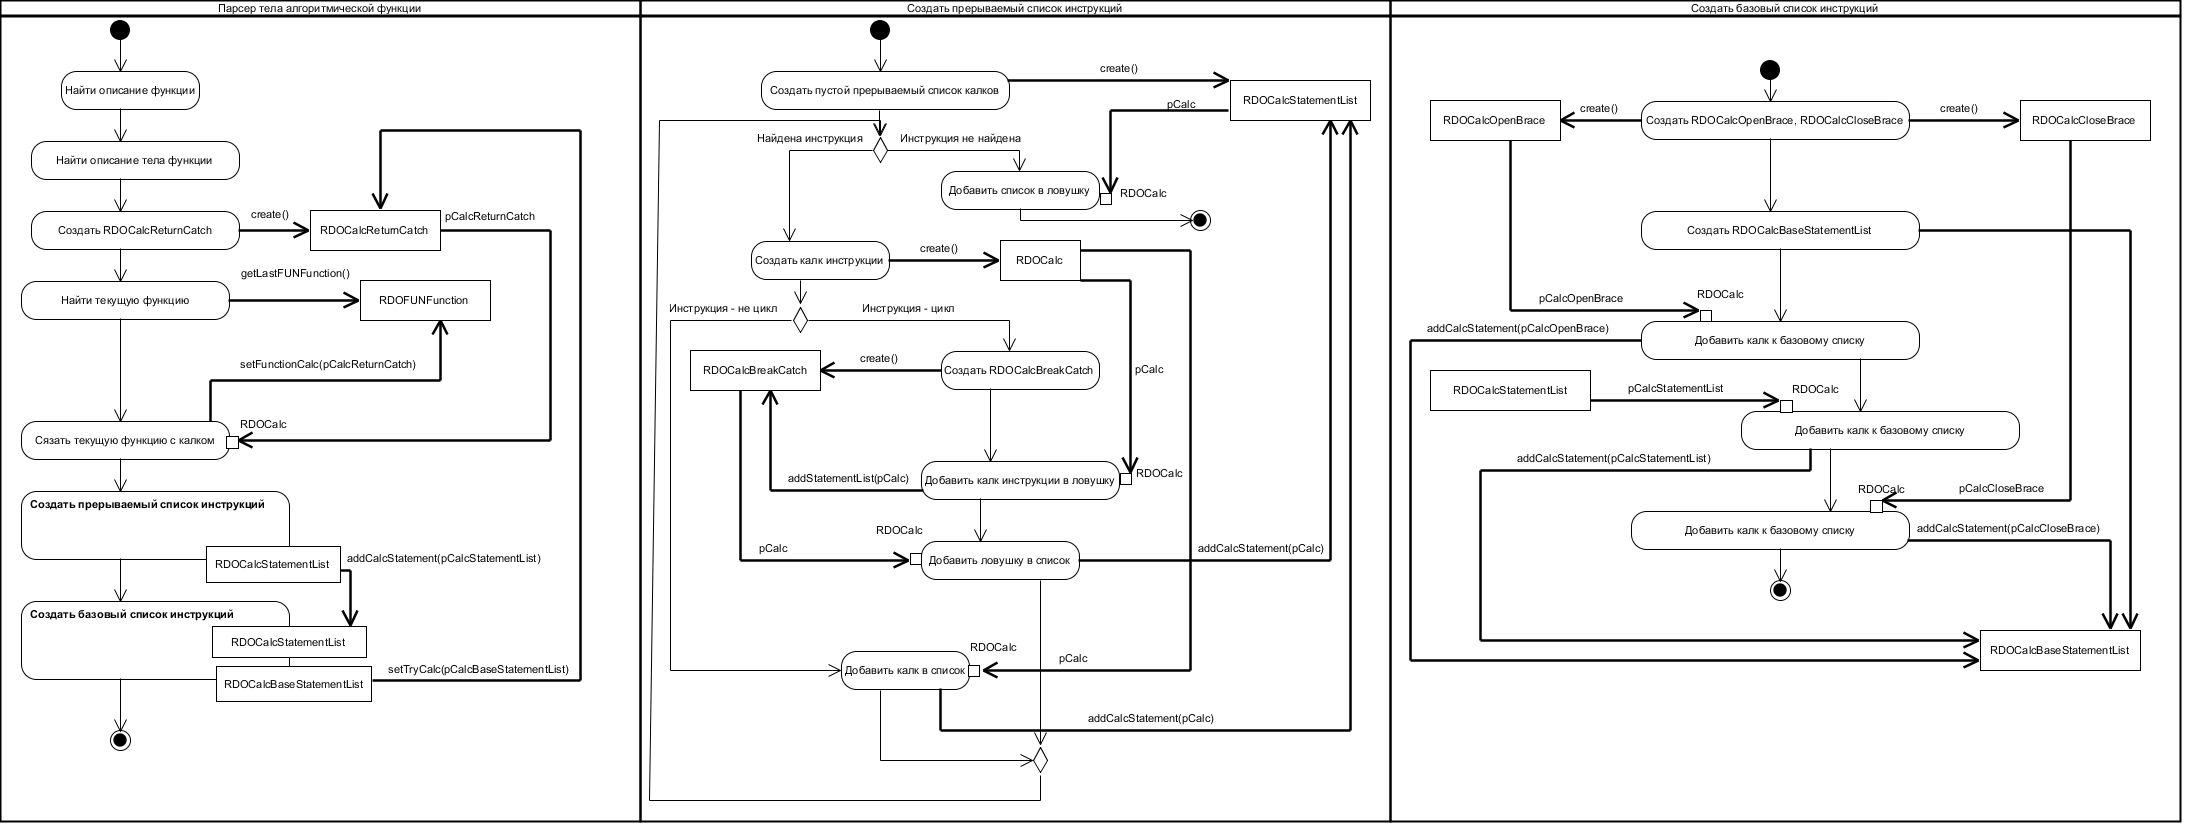 Парсер тела алгоритмической функции
Найти описание функции
Найти описание тела функции
Создать RDOCalcReturnCatch
create()
RDOCalcReturnCatch
pCalcReturnCatch
getLastFUNFunction()
Найти текущую функцию
RDOFUNFunction
setFunctionCalc(pCalcReturnCatch)
RDOCalc
Сязать текущую функцию с калком
Создать прерываемый список инструкций
RDOCalcStatementList
addCalcStatement(pCalcStatementList)
Создать базовый список инструкций
RDOCalcStatementList
RDOCalcBaseStatementList
setTryCalc(pCalcBaseStatementList)
Создать прерываемый список инструкций
create()
Создать пустой прерываемый список калков
RDOCalcStatementList
pCalc
Найдена инструкция
Инструкция не найдена
Добавить список в ловушку
RDOCalc
Создать калк инструкции
create()
RDOCalc
Инструкция - не цикл
Инструкция - цикл
RDOCalcBreakCatch
create()
Создать RDOCalcBreakCatch
pCalc
addStatementList(pCalc)
Добавить калк инструкции в ловушку
RDOCalc
RDOCalc
pCalc
Добавить ловушку в список
addCalcStatement(pCalc)
RDOCalc
Добавить калк в список
pCalc
addCalcStatement(pCalc)
Создать базовый список инструкций
RDOCalcOpenBrace
create()
Создать RDOCalcOpenBrace, RDOCalcCloseBrace
create()
RDOCalcCloseBrace
Создать RDOCalcBaseStatementList
pCalcOpenBrace
RDOCalc
addCalcStatement(pCalcOpenBrace)
Добавить калк к базовому списку
RDOCalcStatementList
pCalcStatementList
RDOCalc
Добавить калк к базовому списку
addCalcStatement(pCalcStatementList)
RDOCalc
pCalcCloseBrace
Добавить калк к базовому списку
addCalcStatement(pCalcCloseBrace)
RDOCalcBaseStatementList